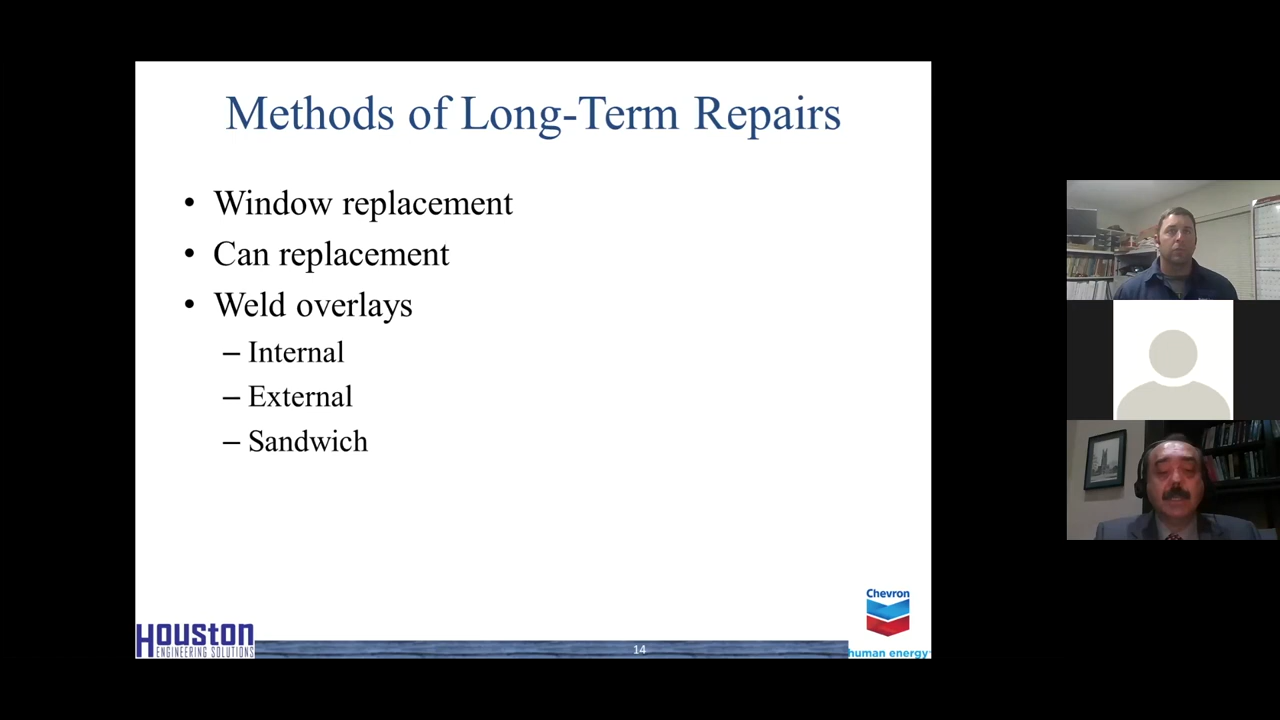 Methods of Long-Term Repairs
• Window replacement
• Can replacement
• Weld overlays
– Internal
– External
– Sandwich
Chevron
HOUSTON
ENGINEERING SOLUTIONS
14
human energy